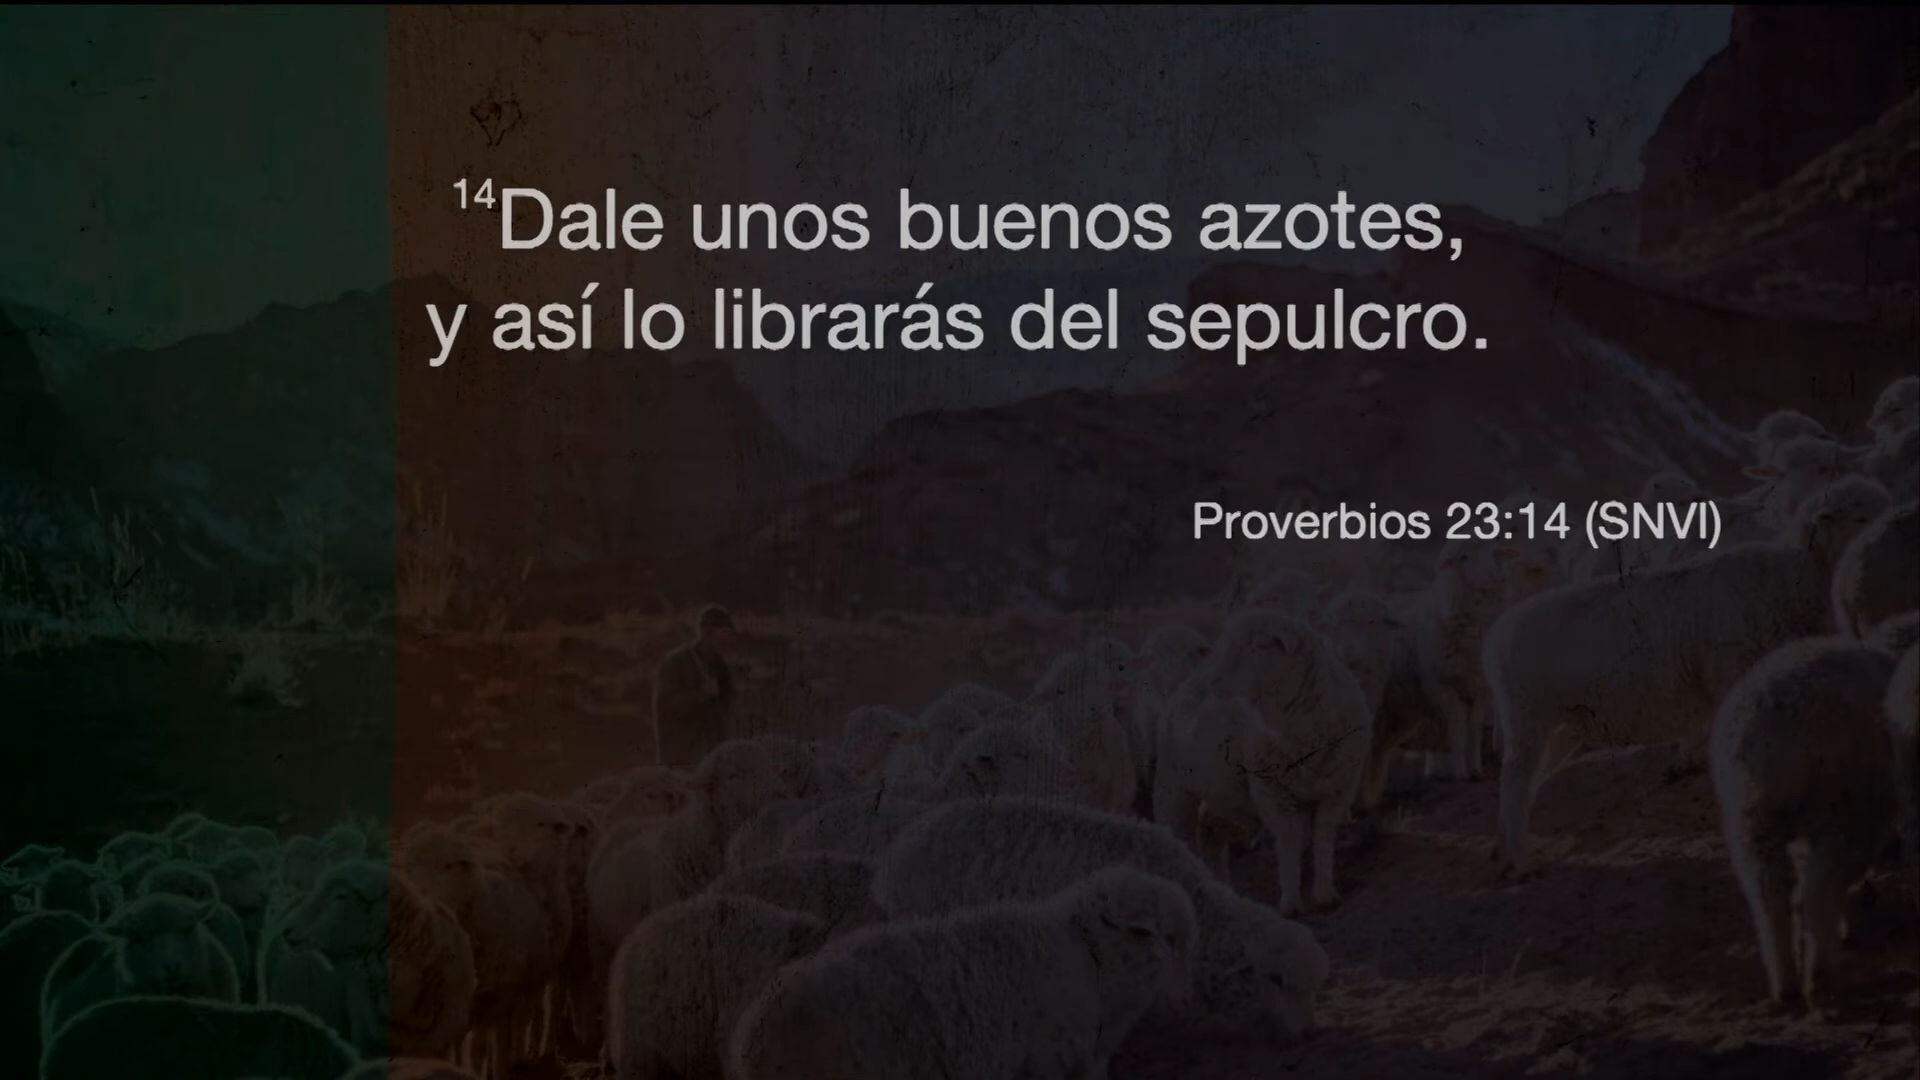 14Dale unos buenos azotes,
y así lo librarás del sepulcro.
Proverbios 23:14 (SNVI)